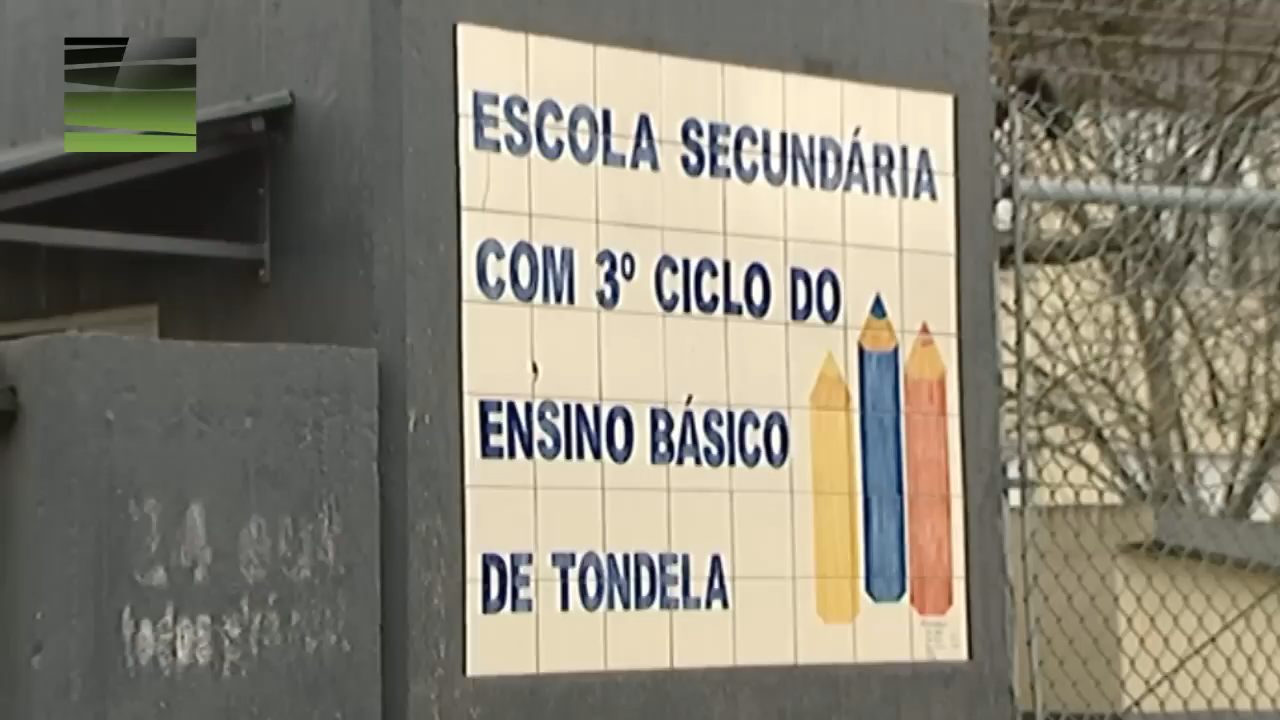 ESCOLA SECUNDÁRIA
COM 3º CICLO DO
ENSINO BÁSICO
DE TONDELA